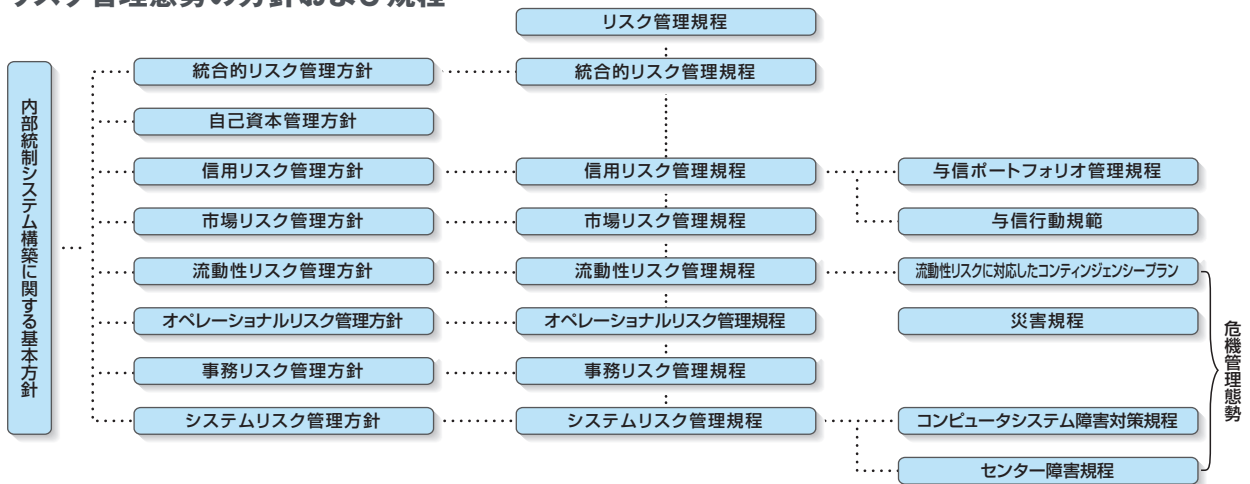 リスク管理態勢の方針および規程
リスク管理規程
内部統制システム構築に関する基本方針
統合的リスク管理方針
統合的リスク管理規程
自己資本管理方針
信用リスク管理方針
信用リスク管理規程
与信ポートフォリオ管理規程
市場リスク管理方針
市場リスク管理規程
与信行動規範
流動性リスク管理方針
流動性リスク管理規程
流動性リスクに対応したコンティンジェンシープラン
オペレーショナルリスク管理方針
オペレーショナルリスク管理規程
災害規程
危機管理態勢
事務リスク管理方針
事務リスク管理規程
システムリスク管理方針
システムリスク管理規程
コンピュータシステム障害対策規程
センター障害規程